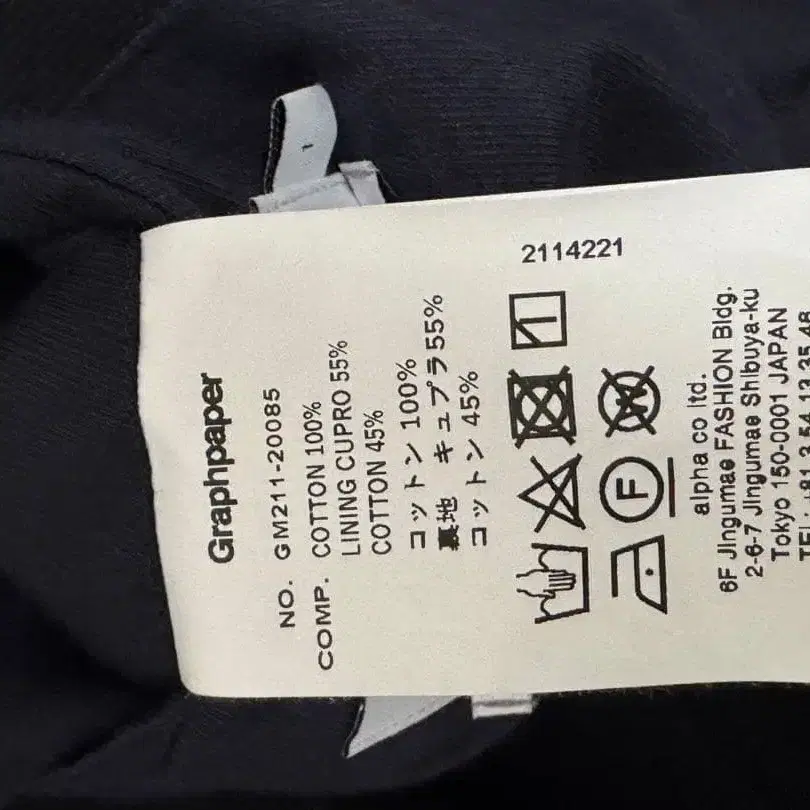 Graphpaper
NO. GM211-20085
COMP. COTTON 100%
LINING CUPRO 55%
COTTON 45%
コットン 100%
裏地 キュプラ 55%
コットン 45%
2114221
F
W
alpha co ltd.
6F Jingumae FASHION Bldg.
2-6-7 Jingumae Shibuya-ku
Tokyo 150-0001 JAPAN
1